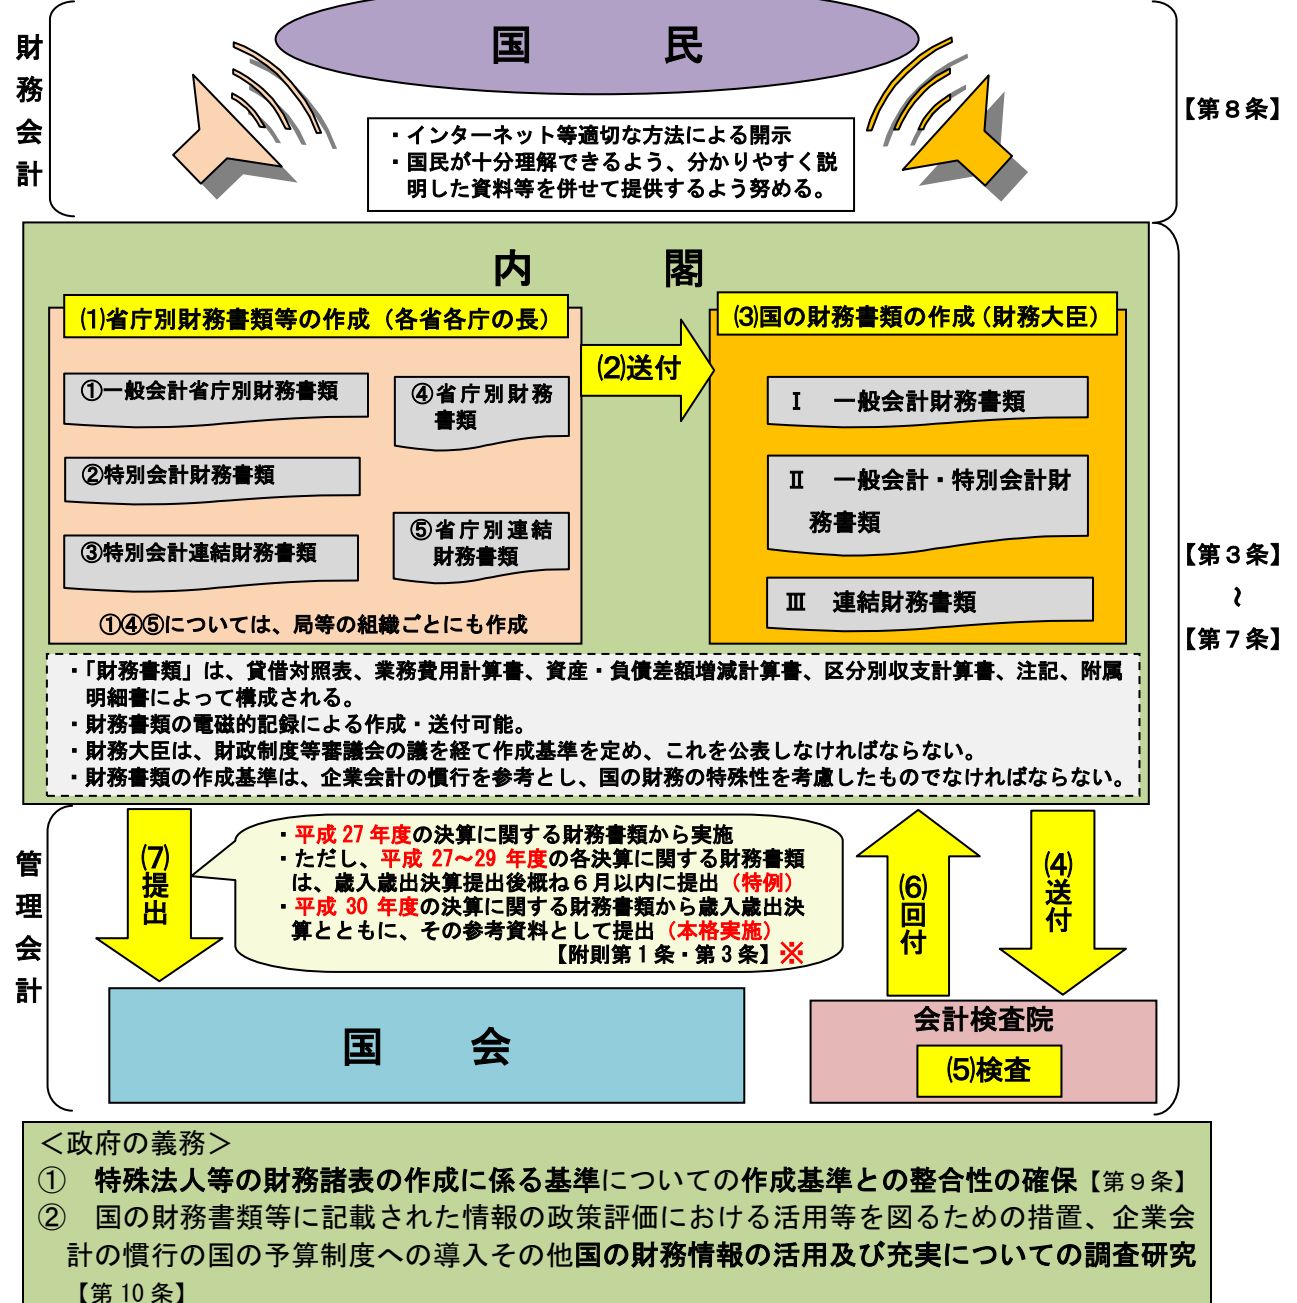 財務会計
国　民
【第８条】
・インターネット等適切な方法による開示
・国民が十分理解できるよう、分かりやすく説
明した資料等を併せて提供するよう努める。
内　閣
⑴省庁別財務書類等の作成（各省各庁の長）
①一般会計省庁別財務書類
②特別会計財務書類
③特別会計連結財務書類
④省庁別財務
書類
⑤省庁別連結
財務書類
①④⑤については、局等の組織ごとにも作成
⑵送付
⑶国の財務書類の作成（財務大臣）
Ⅰ　一般会計財務書類
Ⅱ　一般会計・特別会計財
務書類
Ⅲ　連結財務書類
【第３条】
～
【第７条】
・「財務書類」は、貸借対照表、業務費用計算書、資産・負債差額増減計算書、区分別収支計算書、注記、附属
明細書によって構成される。
・財務書類の電磁的記録による作成・送付可能。
・財務大臣は、財政制度等審議会の議を経て作成基準を定め、これを公表しなければならない。
・財務書類の作成基準は、企業会計の慣行を参考とし、国の財務の特殊性を考慮したものでなければならない。
管理会計
⑺提出
・平成 27 年度の決算に関する財務書類から実施
・ただし、平成 27～29 年度の各決算に関する財務書類
は、歳入歳出決算提出後概ね６月以内に提出（特例）
・平成 30 年度の決算に関する財務書類から歳入歳出決
算とともに、その参考資料として提出（本格実施）
【附則第１条・第３条】※
⑹回付
⑷送付
国　会
会計検査院
⑸検査
＜政府の義務＞
①　特殊法人等の財務諸表の作成に係る基準についての作成基準との整合性の確保【第９条】
②　国の財務書類等に記載された情報の政策評価における活用等を図るための措置、企業会
計の慣行の国の予算制度への導入その他国の財務情報の活用及び充実についての調査研究
【第 10 条】